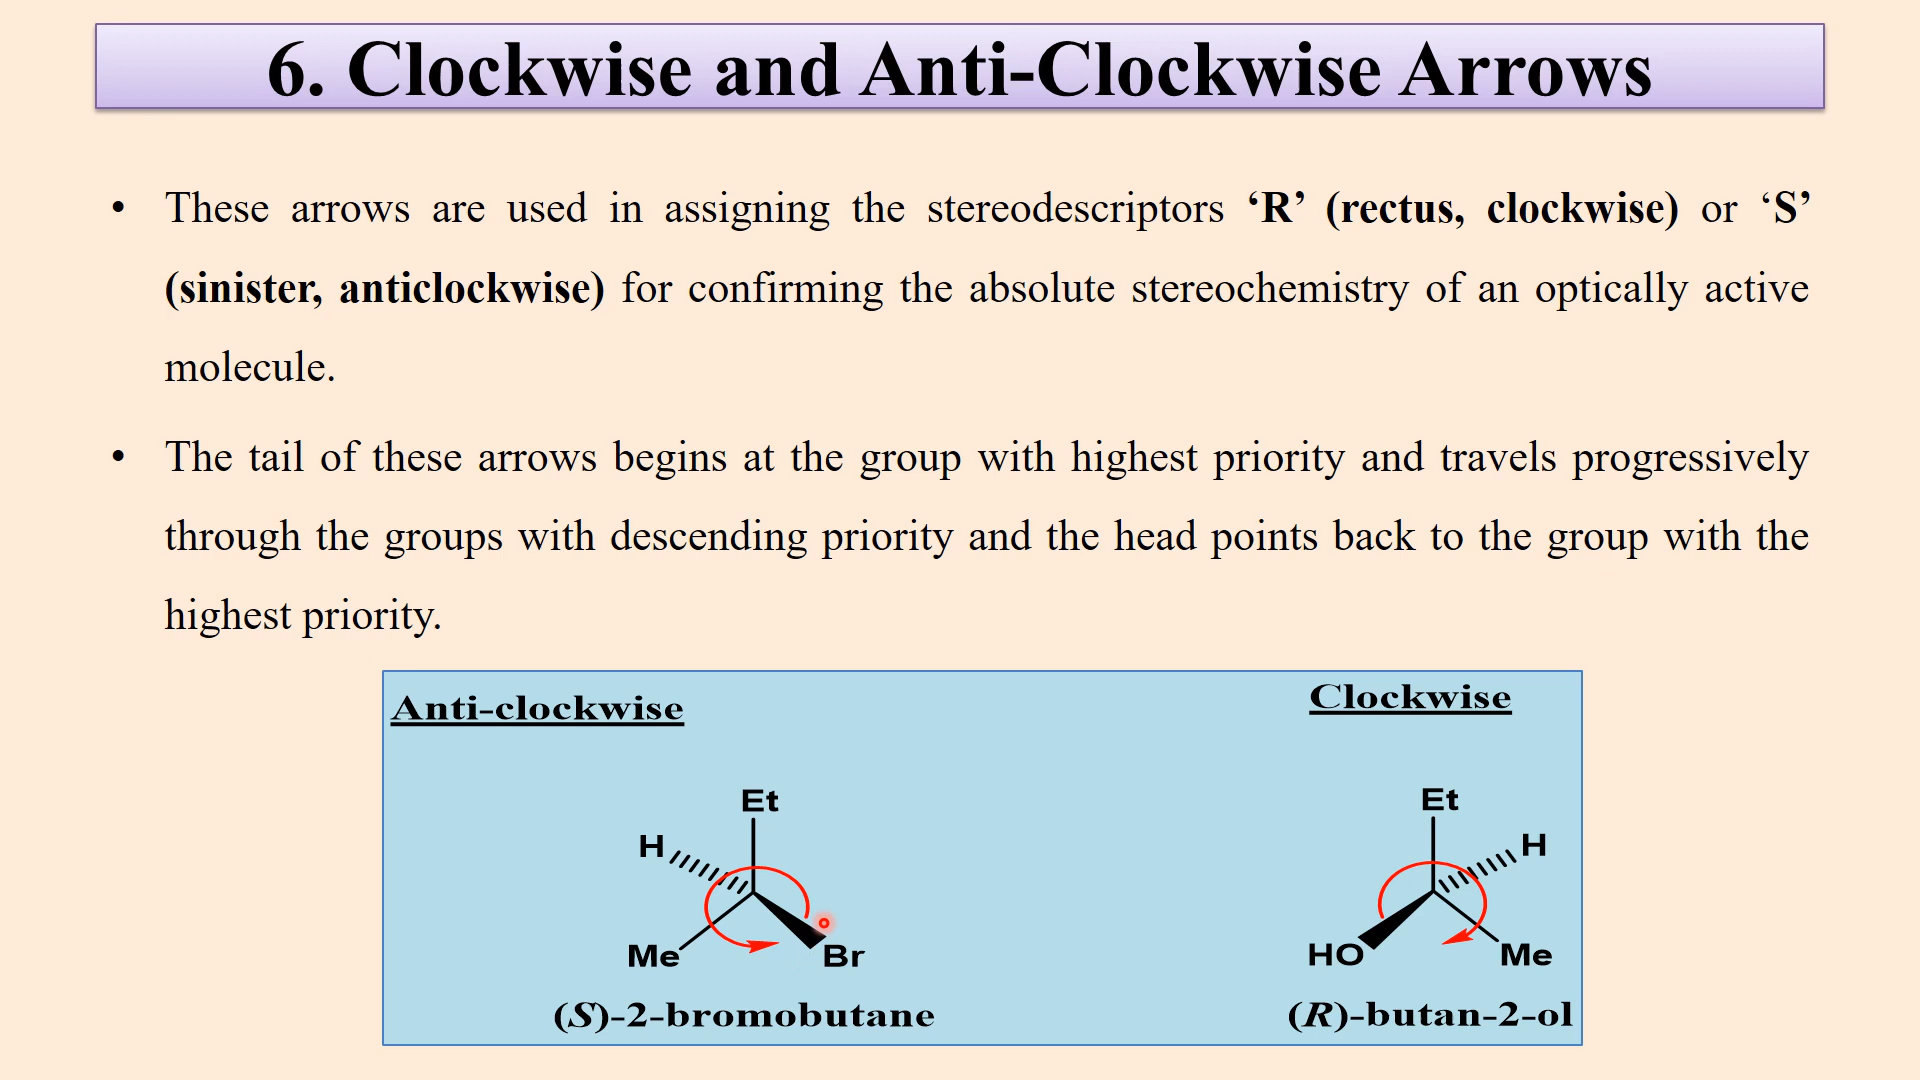 6. Clockwise and Anti-Clockwise Arrows
• These arrows are used in assigning the stereodescriptors ‘R’ (rectus, clockwise) or ‘S’
(sinister, anticlockwise) for confirming the absolute stereochemistry of an optically active
molecule.
• The tail of these arrows begins at the group with highest priority and travels progressively
through the groups with descending priority and the head points back to the group with the
highest priority.
Anti-clockwise
Et
H
Me
Br
(S)-2-bromobutane
Clockwise
Et
H
HO
Me
(R)-butan-2-ol